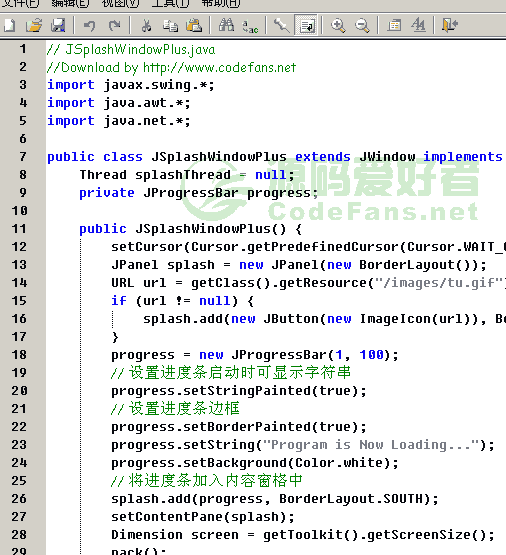 文件(F) 编辑(E) 视图(V) 工具(T) 帮助(H)
1 // JSplashWindowPlus.java
2 //Download by http://www.codefans.net
3 import javax.swing.*;
4 import java.awt.*;
5 import java.net.*;
6
7 public class JSplashWindowPlus extends JWindow implements
8 Thread splashThread = null;
9 private JProgressBar progress;
源码爱好者
CodeFans.net
10
11 public JSplashWindowPlus() {
12 setCursor(Cursor.getPredefinedCursor(Cursor.WAIT_C
13 JPanel splash = new JPanel(new BorderLayout());
14 URL url = getClass().getResource("/images/tu.gif")
15 if (url != null) {
16 splash.add(new JButton(new ImageIcon(url)), Bo
17 }
18 progress = new JProgressBar(1, 100);
19 // 设置进度条启动时可显示字符串
20 progress.setStringPainted(true);
21 // 设置进度条边框
22 progress.setBorderPainted(true);
23 progress.setString("Program is Now Loading...");
24 progress.setBackground(Color.white);
25 // 将进度条加入内容窗格中
26 splash.add(progress, BorderLayout.SOUTH);
27 setContentPane(splash);
28 Dimension screen = getToolkit().getScreenSize();
29 pack();